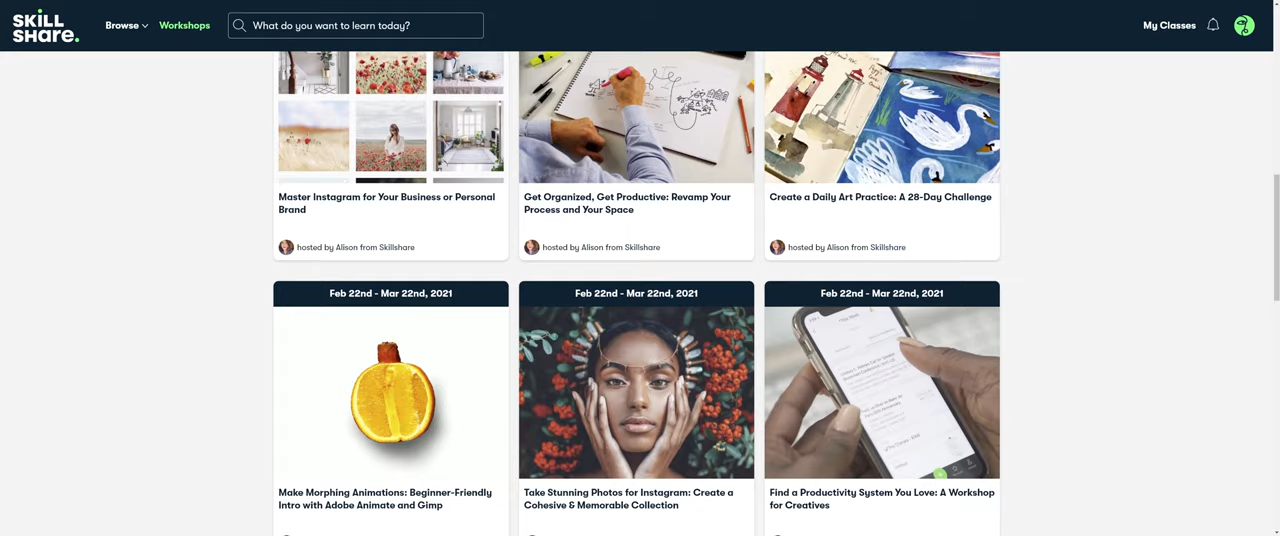 SKILL
SHARE.
Browse
Workshops
What do you want to learn today?
My Classes
Master Instagram for Your Business or Personal
Brand
hosted by Alison from Skillshare
Get Organized, Get Productive: Revamp Your
Process and Your Space
hosted by Alison from Skillshare
Create a Daily Art Practice: A 28-Day Challenge
hosted by Alison from Skillshare
Feb 22nd - Mar 22nd, 2021
Feb 22nd - Mar 22nd, 2021
Feb 22nd - Mar 22nd, 2021
Make Morphing Animations: Beginner-Friendly
Intro with Adobe Animate and Gimp
Take Stunning Photos for Instagram: Create a
Cohesive & Memorable Collection
Find a Productivity System You Love: A Workshop
for Creatives